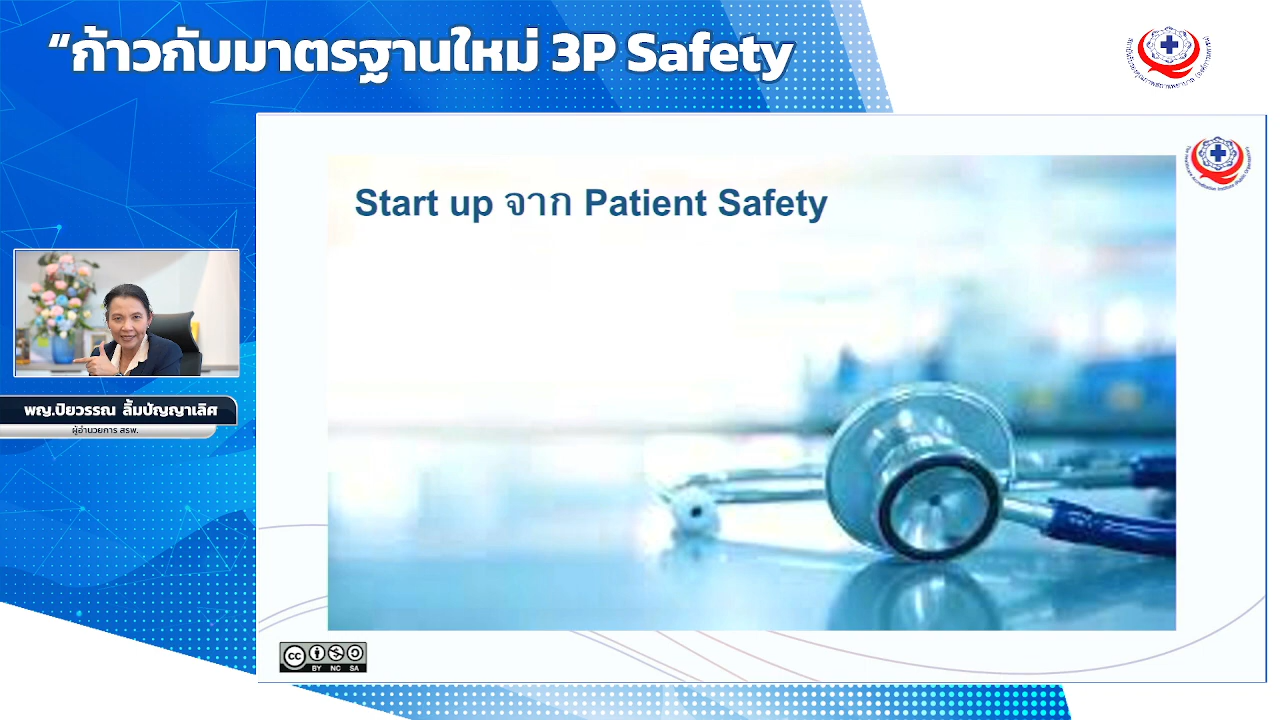 “ก้าวกับมาตรฐานใหม่ 3P Safety
Start up จาก Patient Safety
พญ.ปิยวรรณ ลิ้มปัญญาเลิศ
ผู้อำนวยการ สรพ.
CC BY NC SA